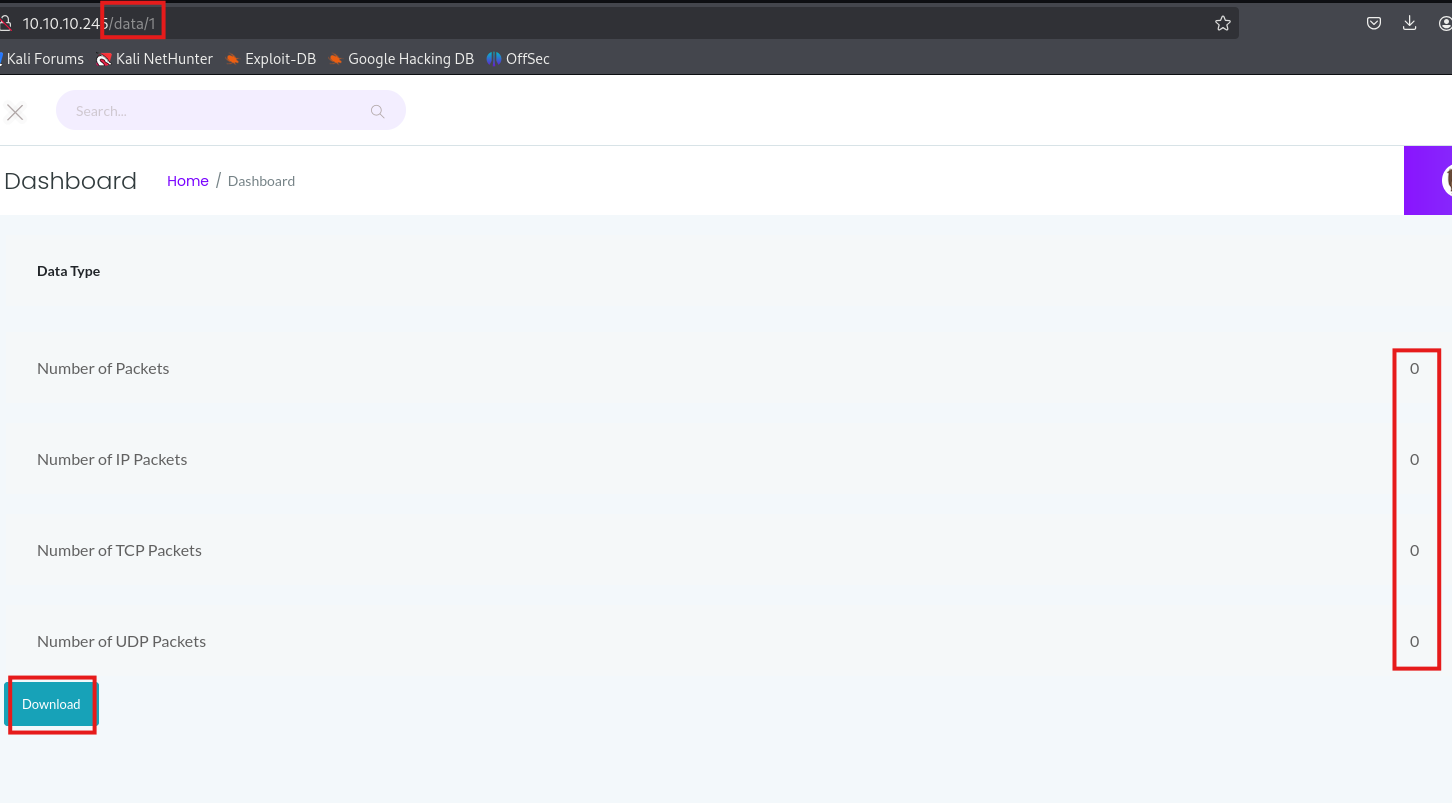 10.10.10.245/data/1
Kali Forums Kali NetHunter Exploit-DB Google Hacking DB OffSec
Search...
Dashboard Home / Dashboard
Data Type
Number of Packets 0
Number of IP Packets 0
Number of TCP Packets 0
Number of UDP Packets 0
Download